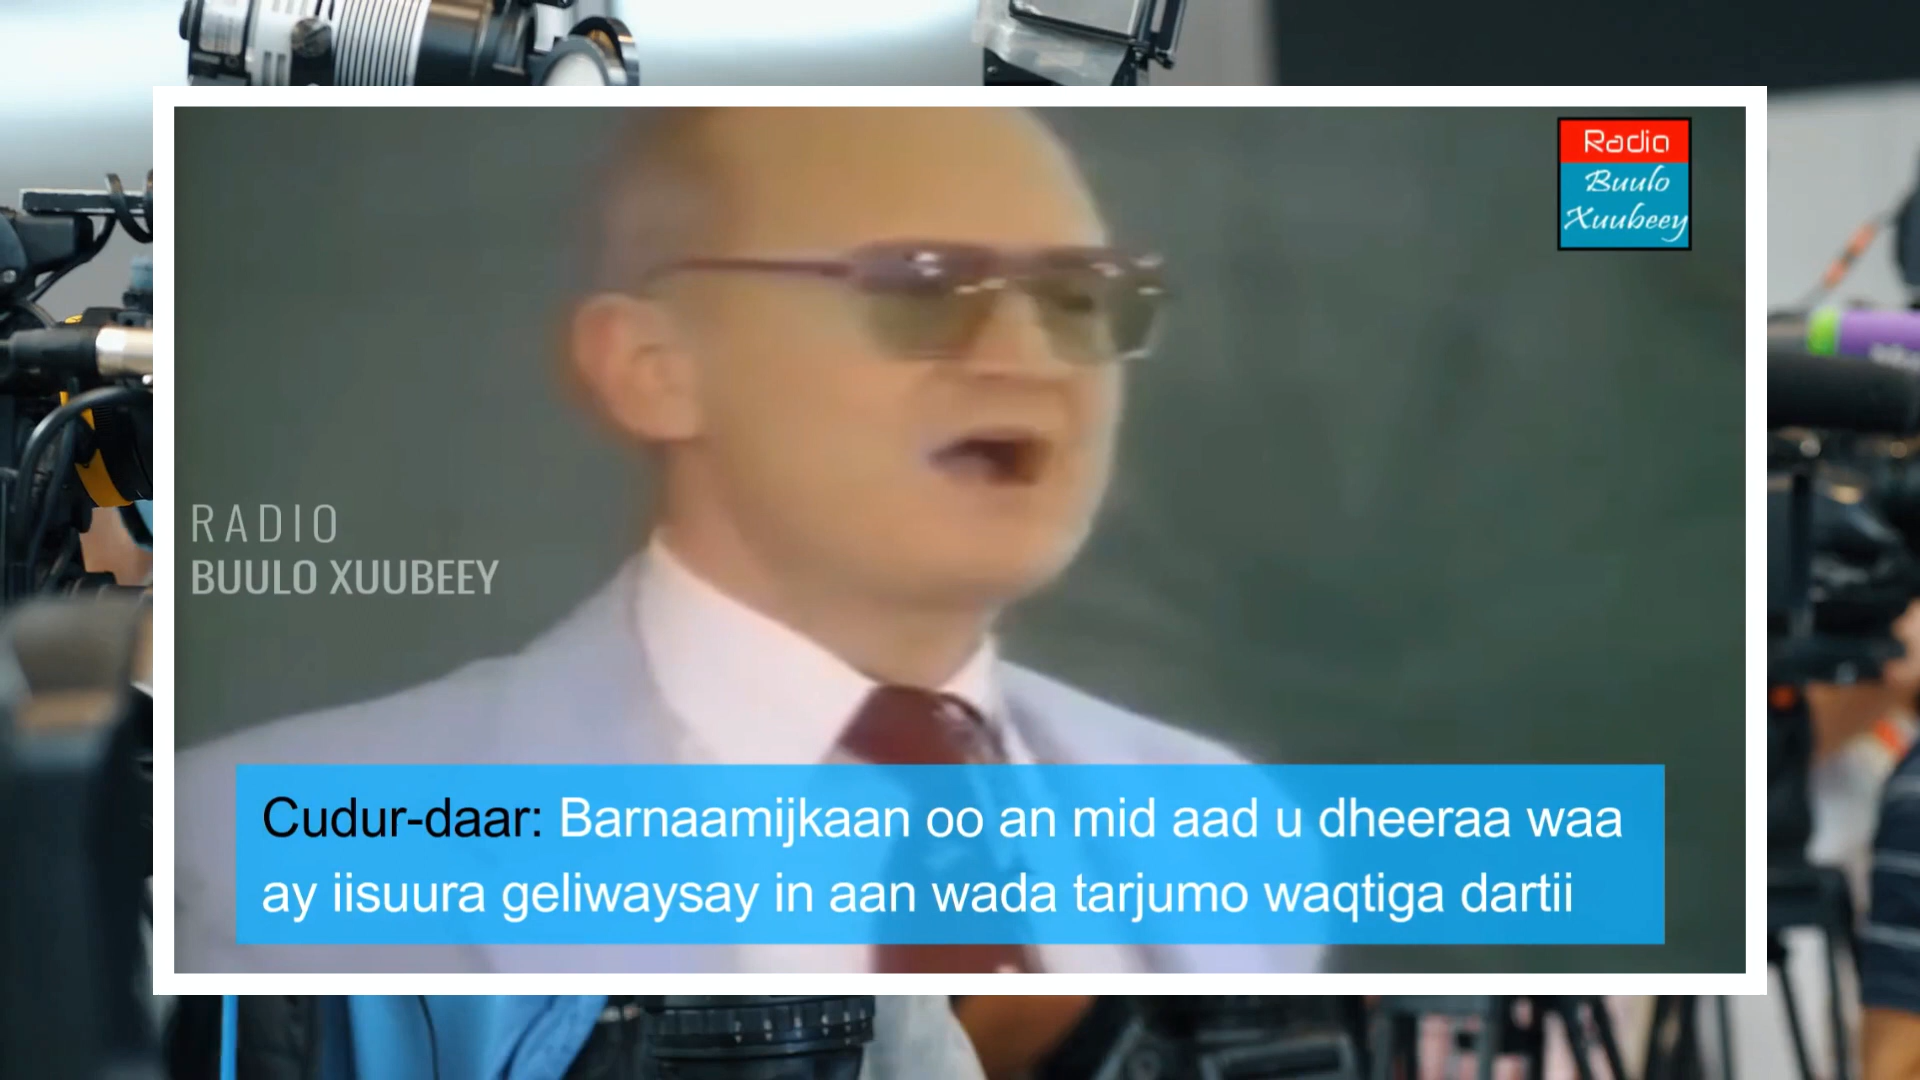 Radio
Buulo
Xuubeey
RADIO
BUULO XUUBEEY
Cudur-daar: Barnaamijkaan oo an mid aad u dheeraa waa
ay iisuura geliwaysay in aan wada tarjumo waqtiga dartii